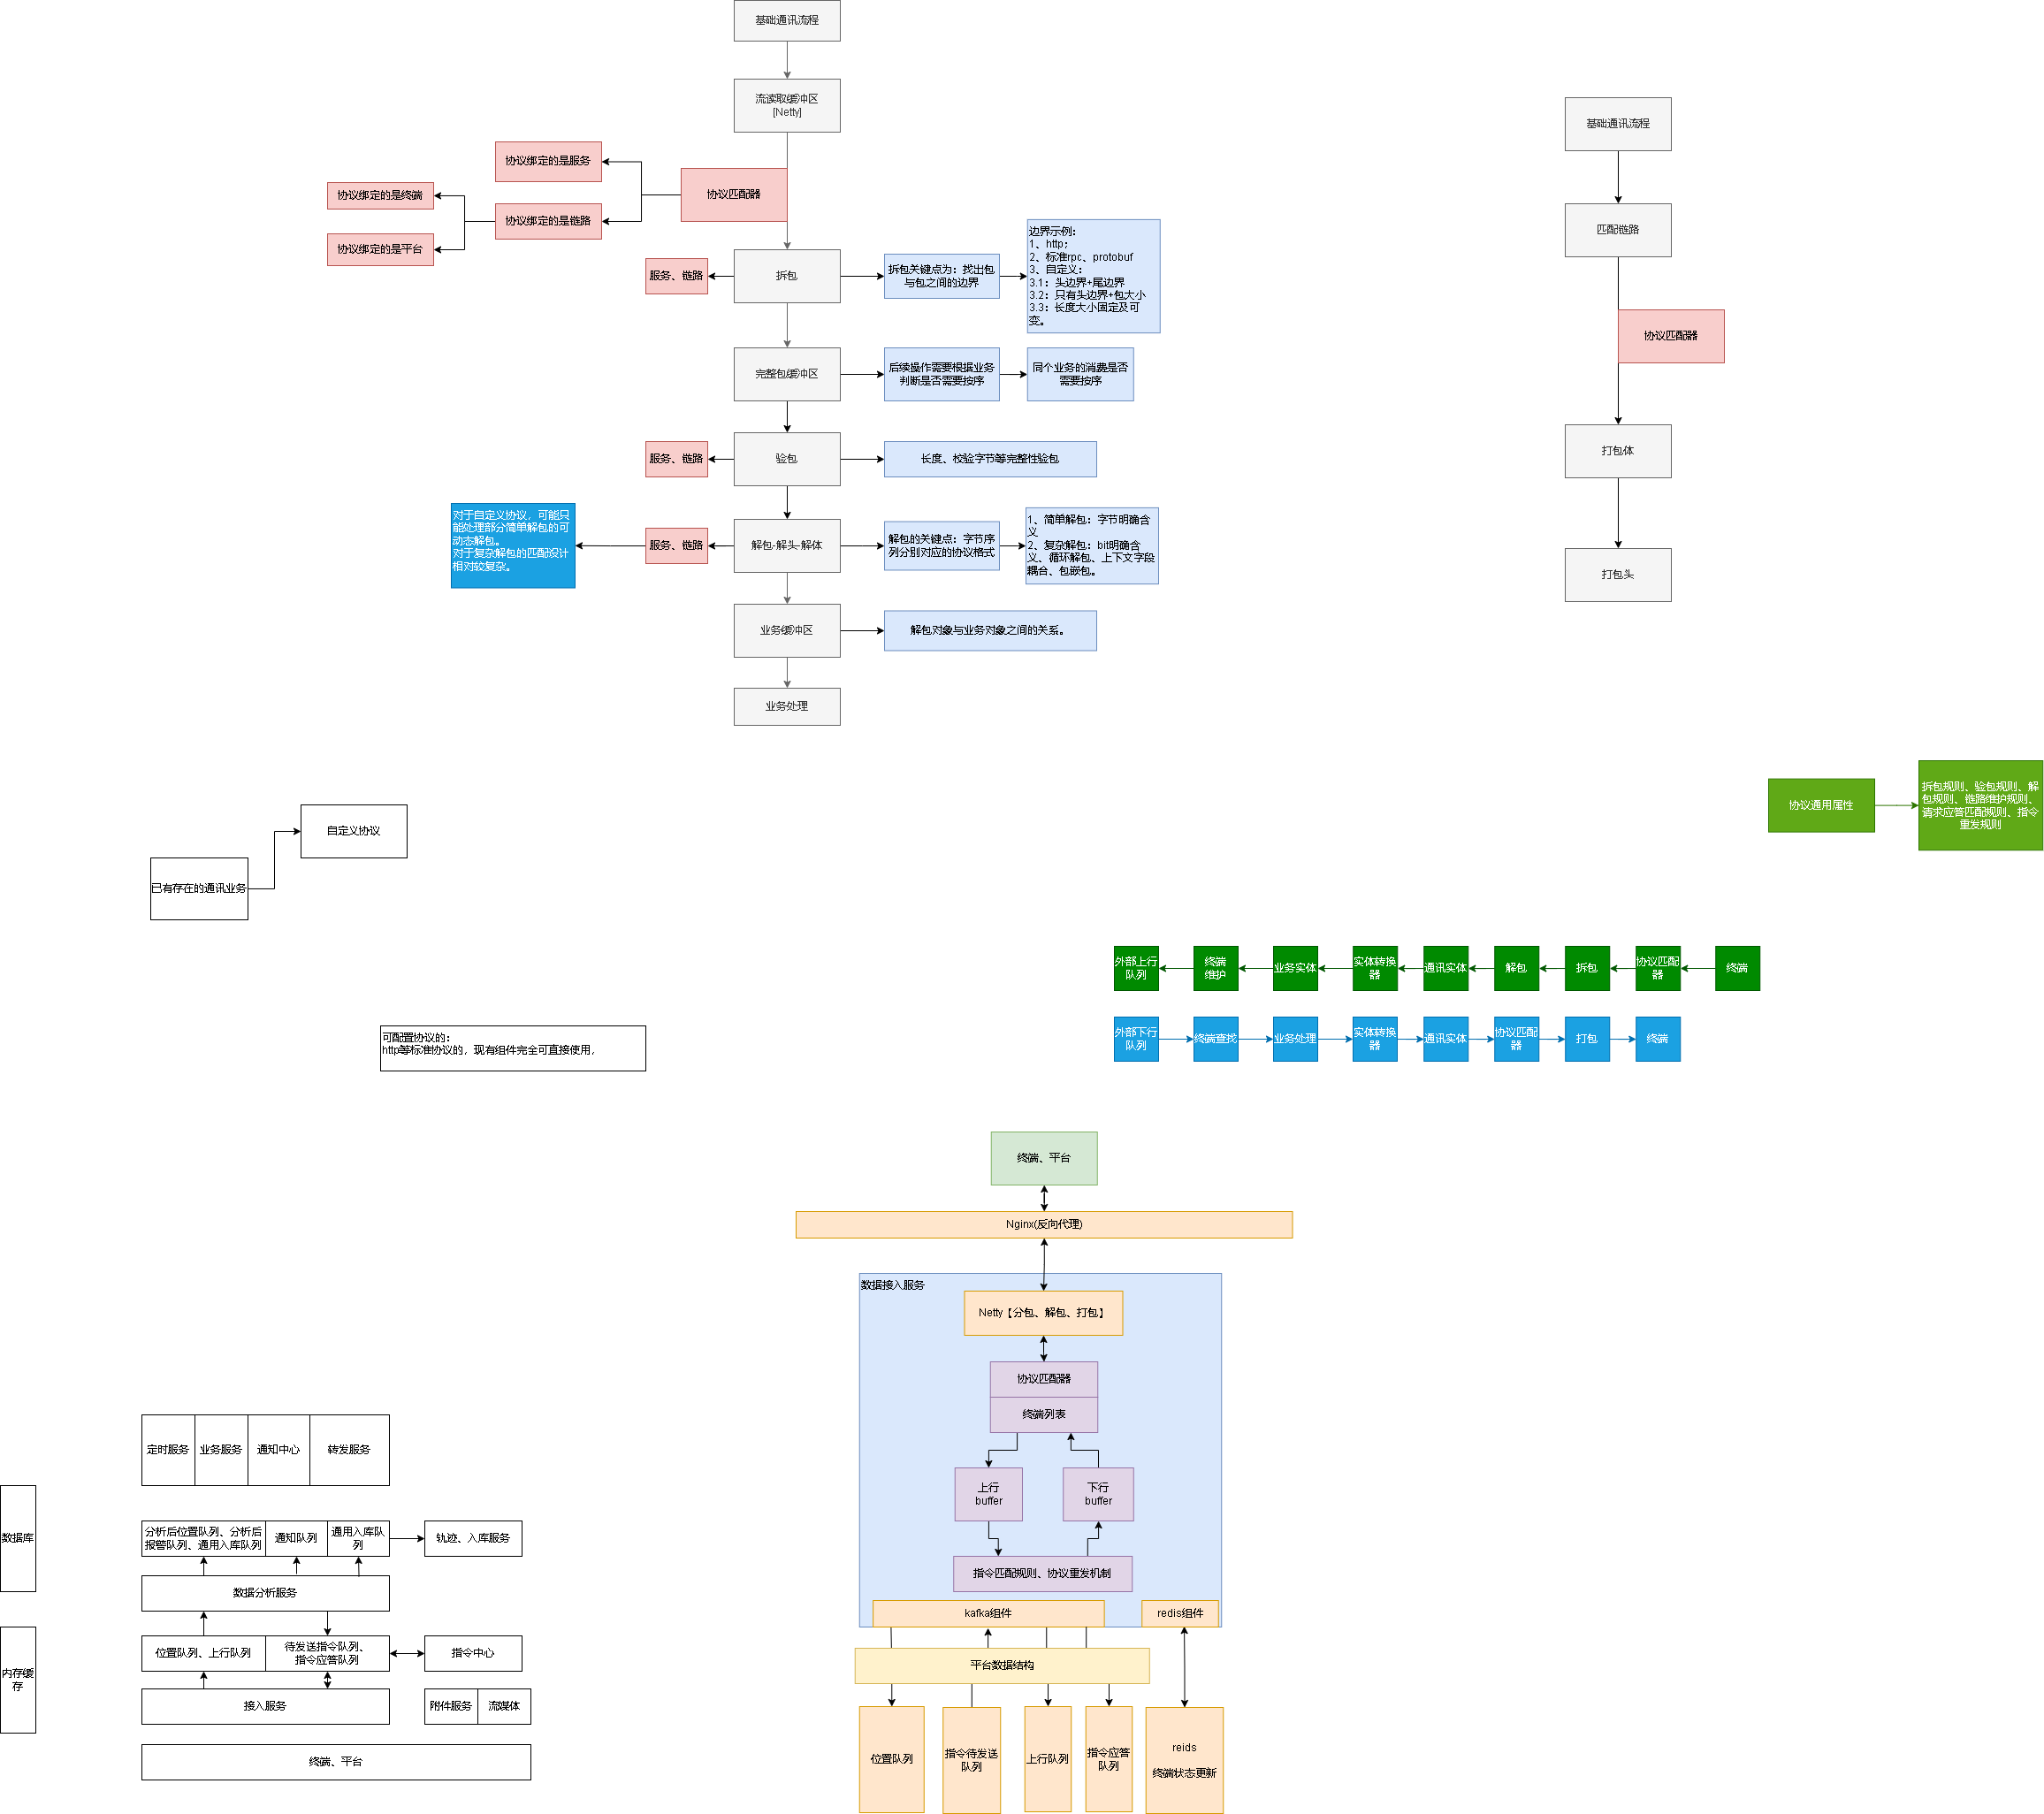 基础通讯流程
流读取缓冲区
[Netty]
协议匹配器
协议绑定的是服务
协议绑定的是链路
协议绑定的是终端
协议绑定的是平台
服务、链路
拆包
拆包关键点为：找出包
与包之间的边界
边界示例：
1、http；
2、标准rpc、protobuf
3、自定义：
3.1：头边界+尾边界
3.2：只有头边界+包大小
3.3：长度大小固定及可
变。
完整包缓冲区
后续操作需要根据业务
判断是否需要按序
同个业务的消费是否
需要按序
服务、链路
验包
长度、校验字节等完整性验包
对于自定义协议，可能只
能处理部分简单解包的可
动态解包。
对于复杂解包的匹配设计
相对较复杂。
服务、链路
解包-解头-解体
解包的关键点：字节序
列分别对应的协议格式
1、简单解包：字节明确含
义
2、复杂解包：bit明确含
义、循环解包、上下文字段
耦合、包嵌包。
业务缓冲区
解包对象与业务对象之间的关系。
业务处理
基础通讯流程
匹配链路
协议匹配器
打包体
打包头
协议通用属性
拆包规则、验包规则、解
包规则、链路维护规则、
请求应答匹配规则、指令
重发规则
自定义协议
已有存在的通讯业务
外部上行
队列
终端
维护
业务实体
实体转换
器
通讯实体
解包
拆包
协议匹配
器
终端
外部下行
队列
终端查找
业务处理
实体转换
器
通讯实体
协议匹配
器
打包
终端
可配置协议的：
http等标准协议的，现有组件完全可直接使用，
终端、平台
Nginx(反向代理)
数据接入服务
Netty【分包、解包、打包】
协议匹配器
终端列表
上行
buffer
下行
buffer
指令匹配规则、协议重发机制
kafka组件
redis组件
平台数据结构
位置队列
指令待发送
队列
上行队列
指令应答
队列
reids
终端状态更新
数据库
内存缓
存
定时服务
业务服务
通知中心
转发服务
分析后位置队列、分析后
报警队列、通用入库队列
通知队列
通用入库队
列
轨迹、入库服务
数据分析服务
位置队列、上行队列
待发送指令队列、
指令应答队列
指令中心
接入服务
附件服务
流媒体
终端、平台